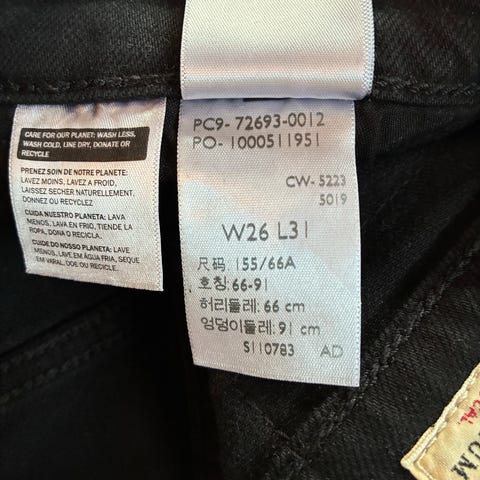 CARE FOR OUR PLANET: WASH LESS,
WASH COLD, LINE DRY, DONATE OR
RECYCLE
PRENEZ SOIN DE NOTRE PLANETE:
LAVEZ MOINS, LAVEZ A FROID,
LAISSEZ SECHER NATURELLEMENT,
DONNEZ OU RECYCLEZ
CUIDA NUESTRO PLANETA: LAVA
MENOS, LAVA EN FRIO, TIENDE LA
ROPA, DONA O RECICLA.
CUIDE DO NOSSO PLANETA: LAVE
MENOS, LAVE EM ÁGUA FRIA, SEQUE
EM VARAL, DOE OU RECICLE.
PC9- 72693-0012
PO- 1000511951
CW- 5223
5019
W26 L31
尺码: 155/66A
호칭: 66-91
허리둘레: 66 cm
엉덩이둘레: 91 cm
S110783 AD
CAL.
UM